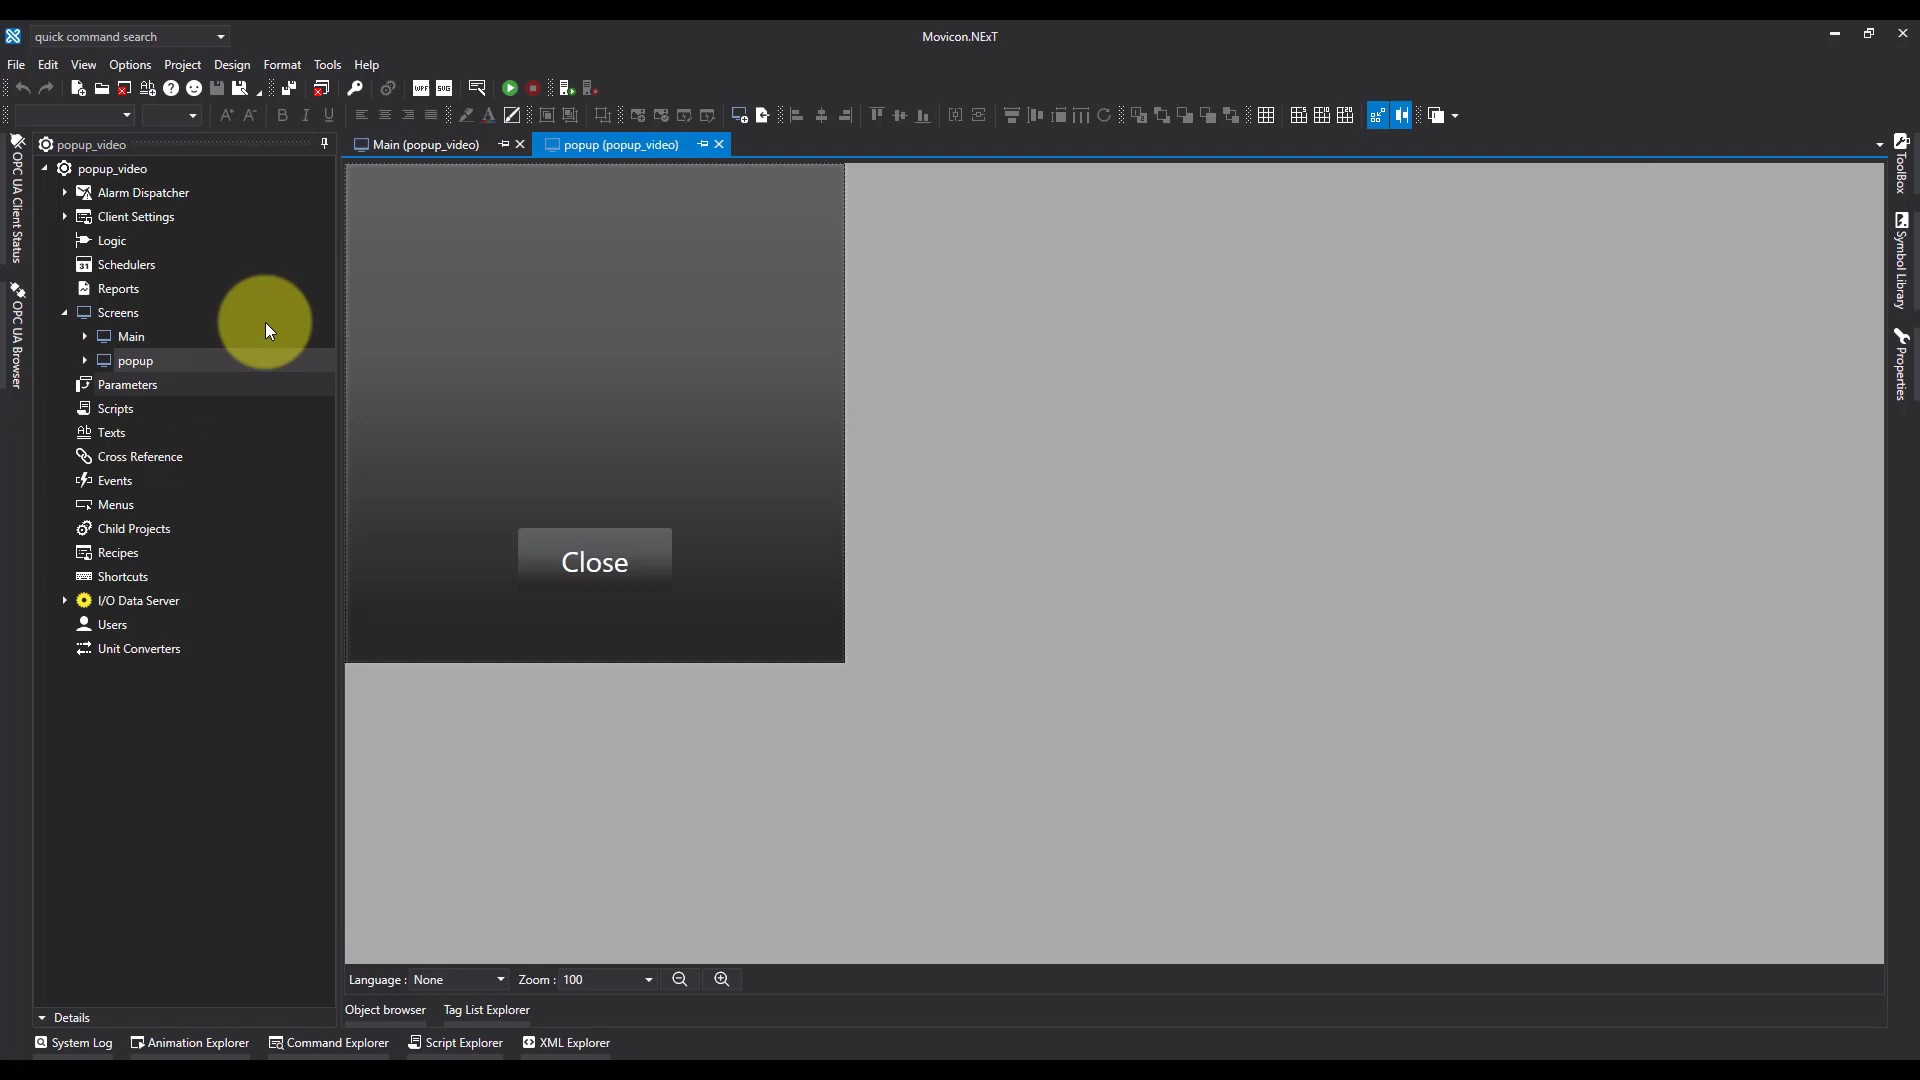 quick command search
Movicon.NExT
File Edit View Options Project Design Format Tools Help
WPF SVG
popup_video
Main (popup_video)
popup (popup_video)
popup_video
Alarm Dispatcher
Client Settings
Logic
Schedulers
Reports
Screens
Main
popup
Parameters
Scripts
Texts
Cross Reference
Events
Menus
Child Projects
Recipes
Shortcuts
I/O Data Server
Users
Unit Converters
Details
OPC UA Client Status
OPC UA Browser
Close
ToolBox
Symbol Library
Properties
Language : None Zoom : 100
Object browser Tag List Explorer
System Log Animation Explorer Command Explorer Script Explorer XML Explorer